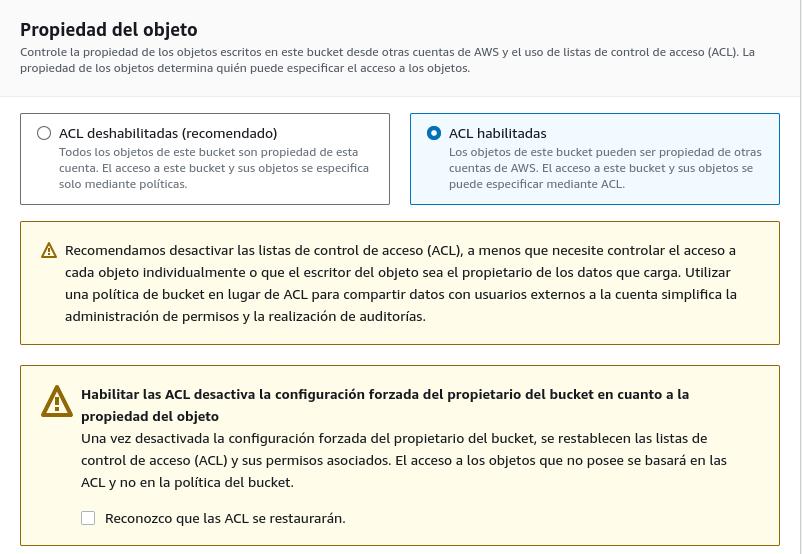 Propiedad del objeto
Controle la propiedad de los objetos escritos en este bucket desde otras cuentas de AWS y el uso de listas de control de acceso (ACL). La
propiedad de los objetos determina quién puede especificar el acceso a los objetos.
ACL deshabilitadas (recomendado)
Todos los objetos de este bucket son propiedad de esta
cuenta. El acceso a este bucket y sus objetos se especifica
solo mediante políticas.
ACL habilitadas
Los objetos de este bucket pueden ser propiedad de otras
cuentas de AWS. El acceso a este bucket y sus objetos se
puede especificar mediante ACL.
Recomendamos desactivar las listas de control de acceso (ACL), a menos que necesite controlar el acceso a
cada objeto individualmente o que el escritor del objeto sea el propietario de los datos que carga. Utilizar
una política de bucket en lugar de ACL para compartir datos con usuarios externos a la cuenta simplifica la
administración de permisos y la realización de auditorías.
Habilitar las ACL desactiva la configuración forzada del propietario del bucket en cuanto a la
propiedad del objeto
Una vez desactivada la configuración forzada del propietario del bucket, se restablecen las listas de
control de acceso (ACL) y sus permisos asociados. El acceso a los objetos que no posee se basará en las
ACL y no en la política del bucket.
Reconozco que las ACL se restaurarán.